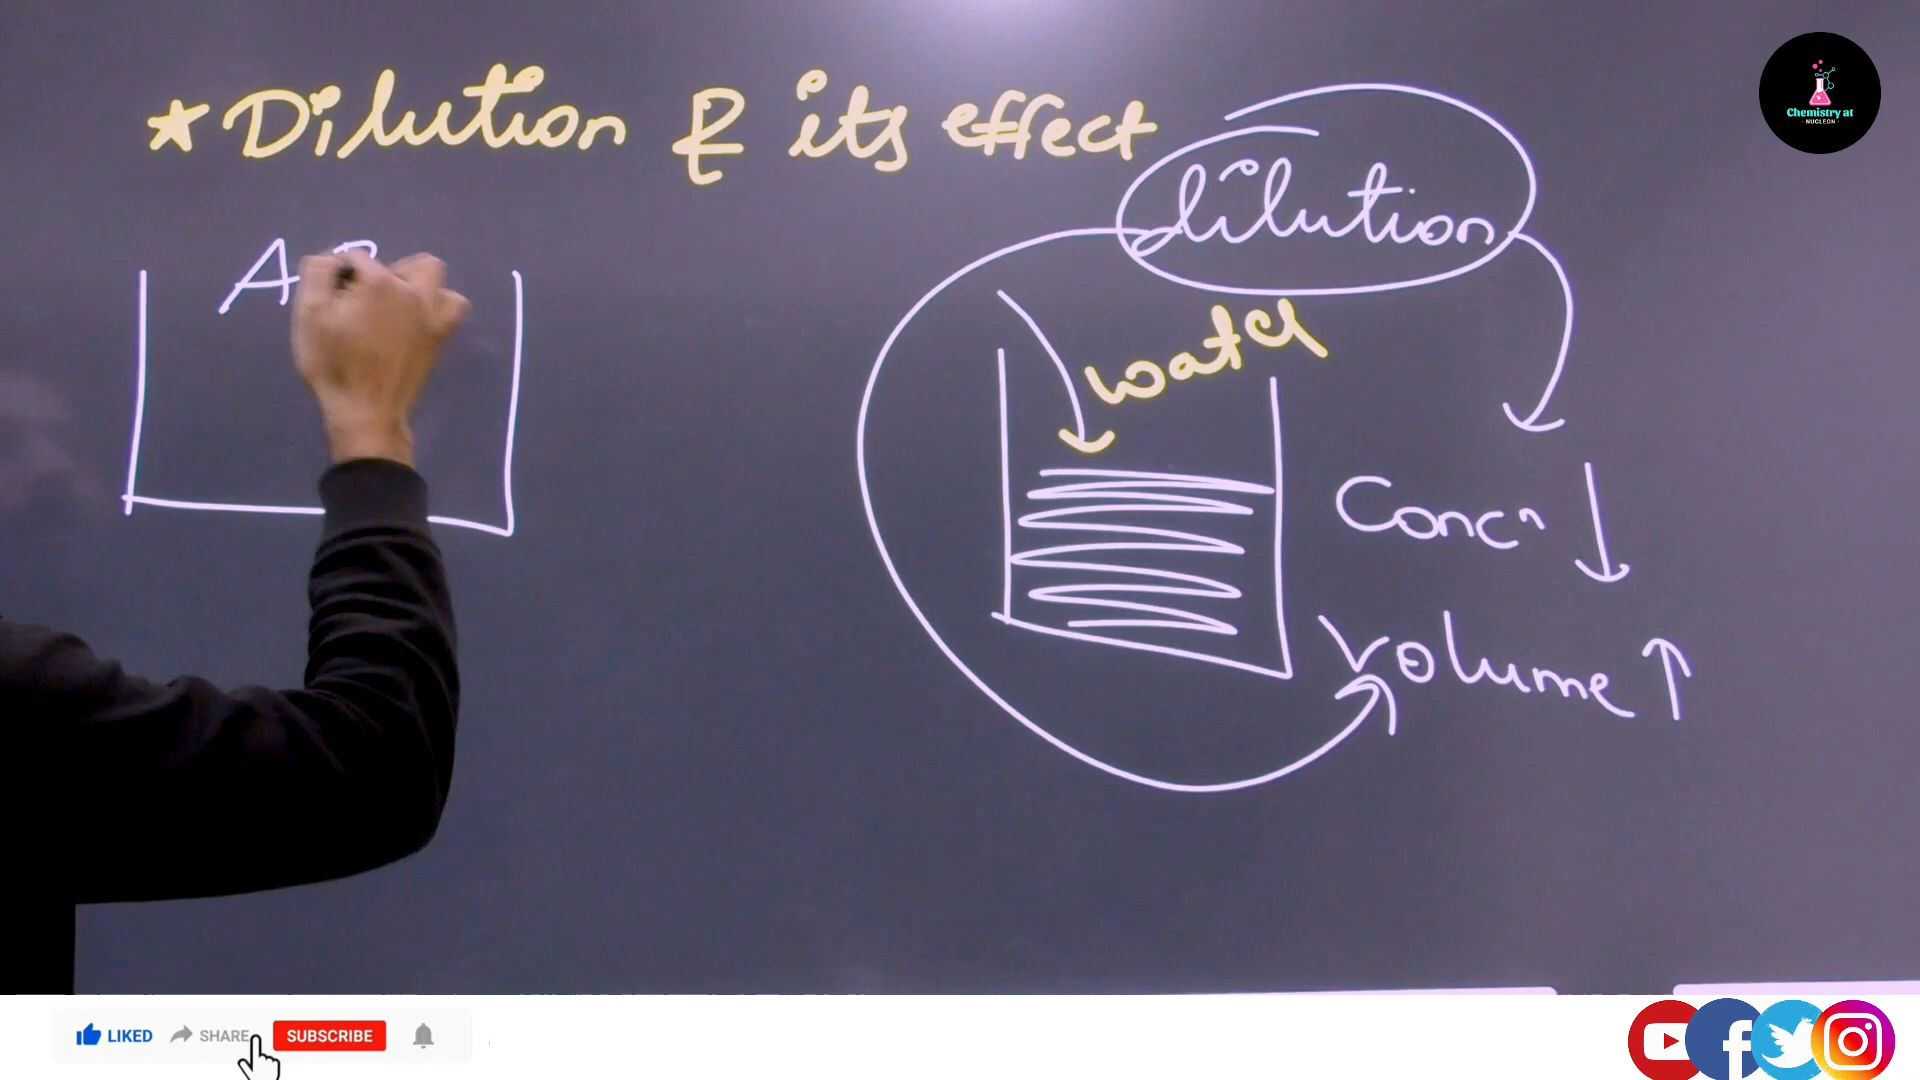 ★ Dilution & its effect
dilution
water
Concⁿ ↓
Volume ↑
A
Chemistry at
· NUCLEON ·
LIKED
SHARE
SUBSCRIBE